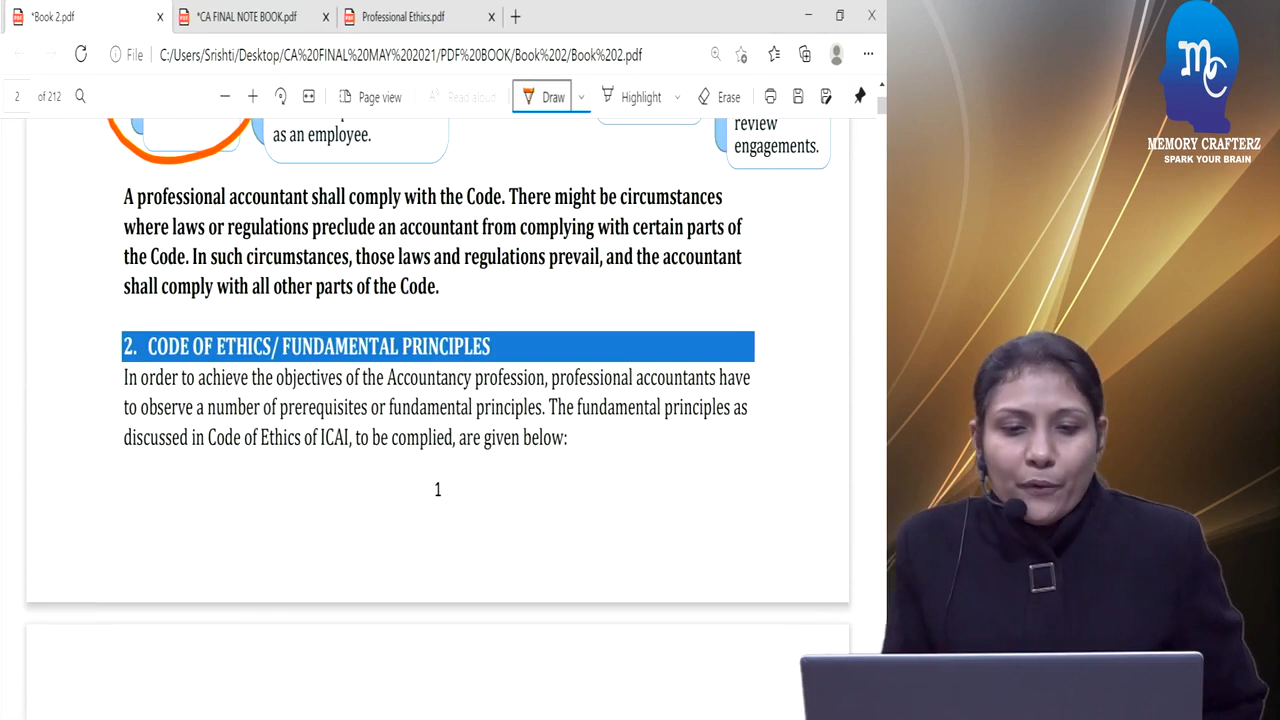 *Book 2.pdf
*CA FINAL NOTE BOOK.pdf
Professional Ethics.pdf
File
C:/Users/Srishti/Desktop/CA%20FINAL%20MAY%202021/PDF%20BOOK/Book%202/Book%202.pdf
2 of 212
Page view
Read aloud
Draw
Highlight
Erase
as an employee.
review
engagements.
A professional accountant shall comply with the Code. There might be circumstances
where laws or regulations preclude an accountant from complying with certain parts of
the Code. In such circumstances, those laws and regulations prevail, and the accountant
shall comply with all other parts of the Code.
2. CODE OF ETHICS/ FUNDAMENTAL PRINCIPLES
In order to achieve the objectives of the Accountancy profession, professional accountants have
to observe a number of prerequisites or fundamental principles. The fundamental principles as
discussed in Code of Ethics of ICAI, to be complied, are given below:
1
mc
MEMORY CRAFTERZ
SPARK YOUR BRAIN